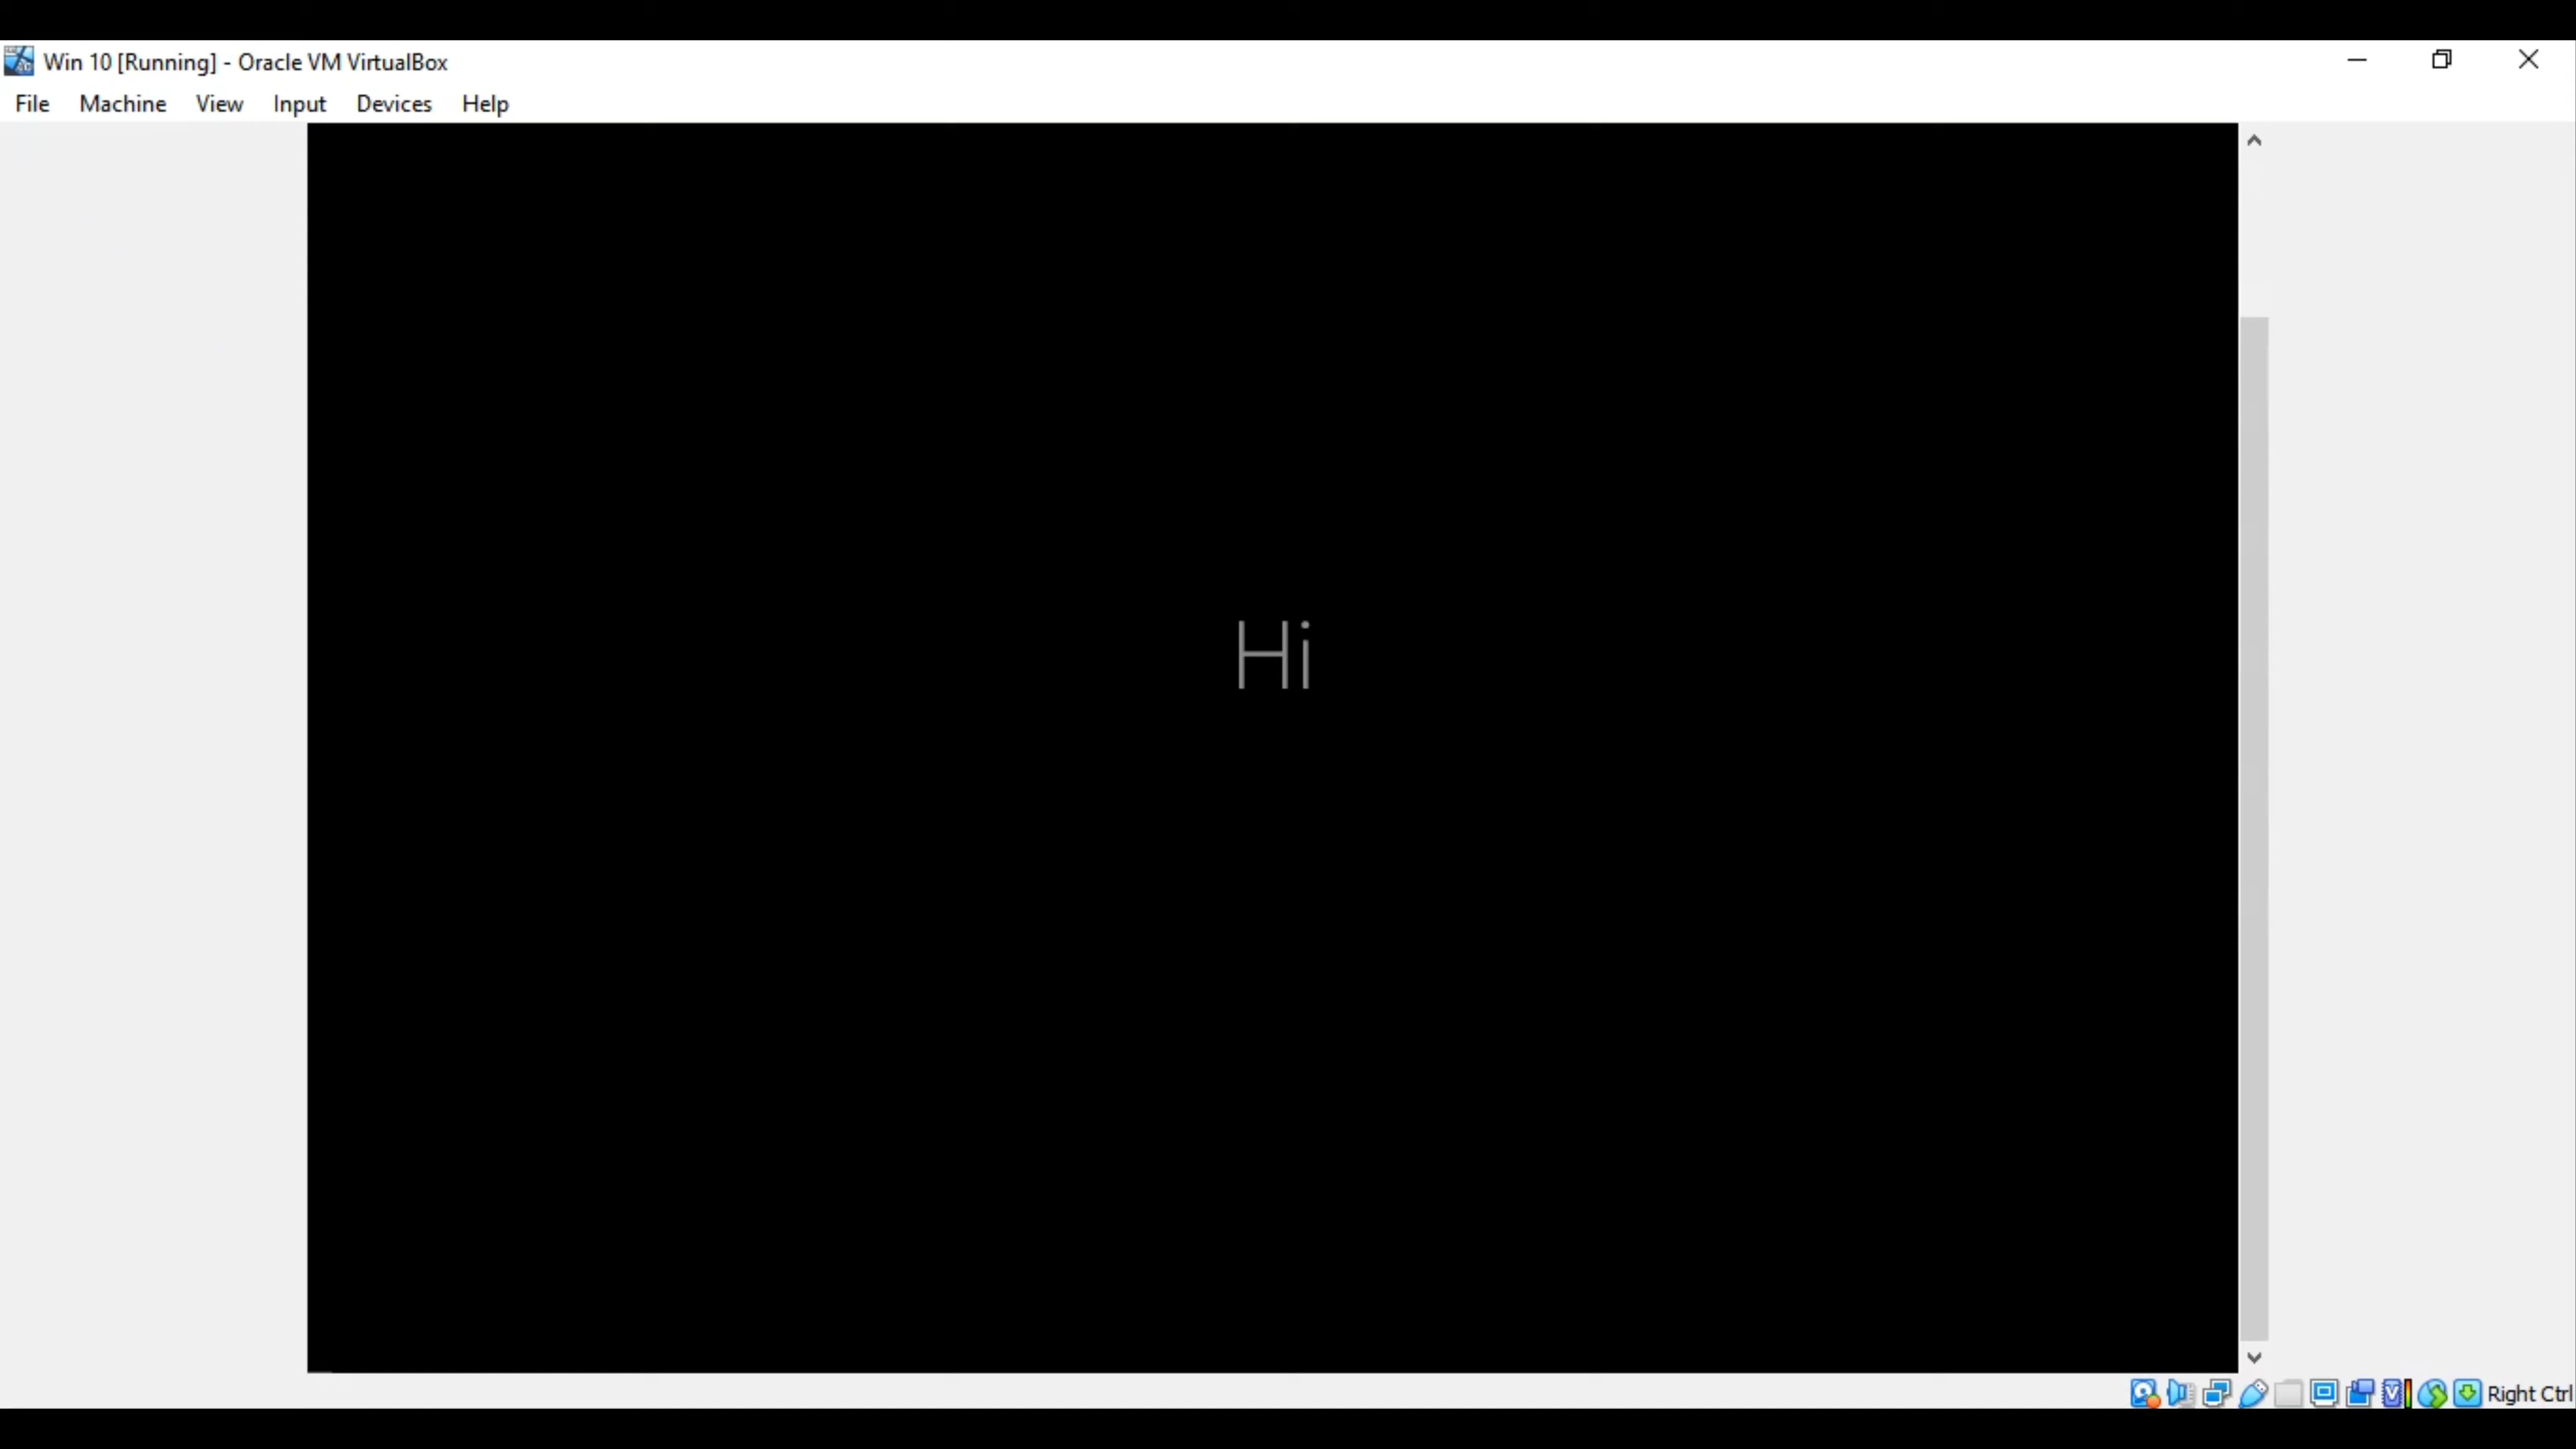 Win 10 [Running] - Oracle VM VirtualBox
File Machine View Input Devices Help
Hi
Right Ctrl